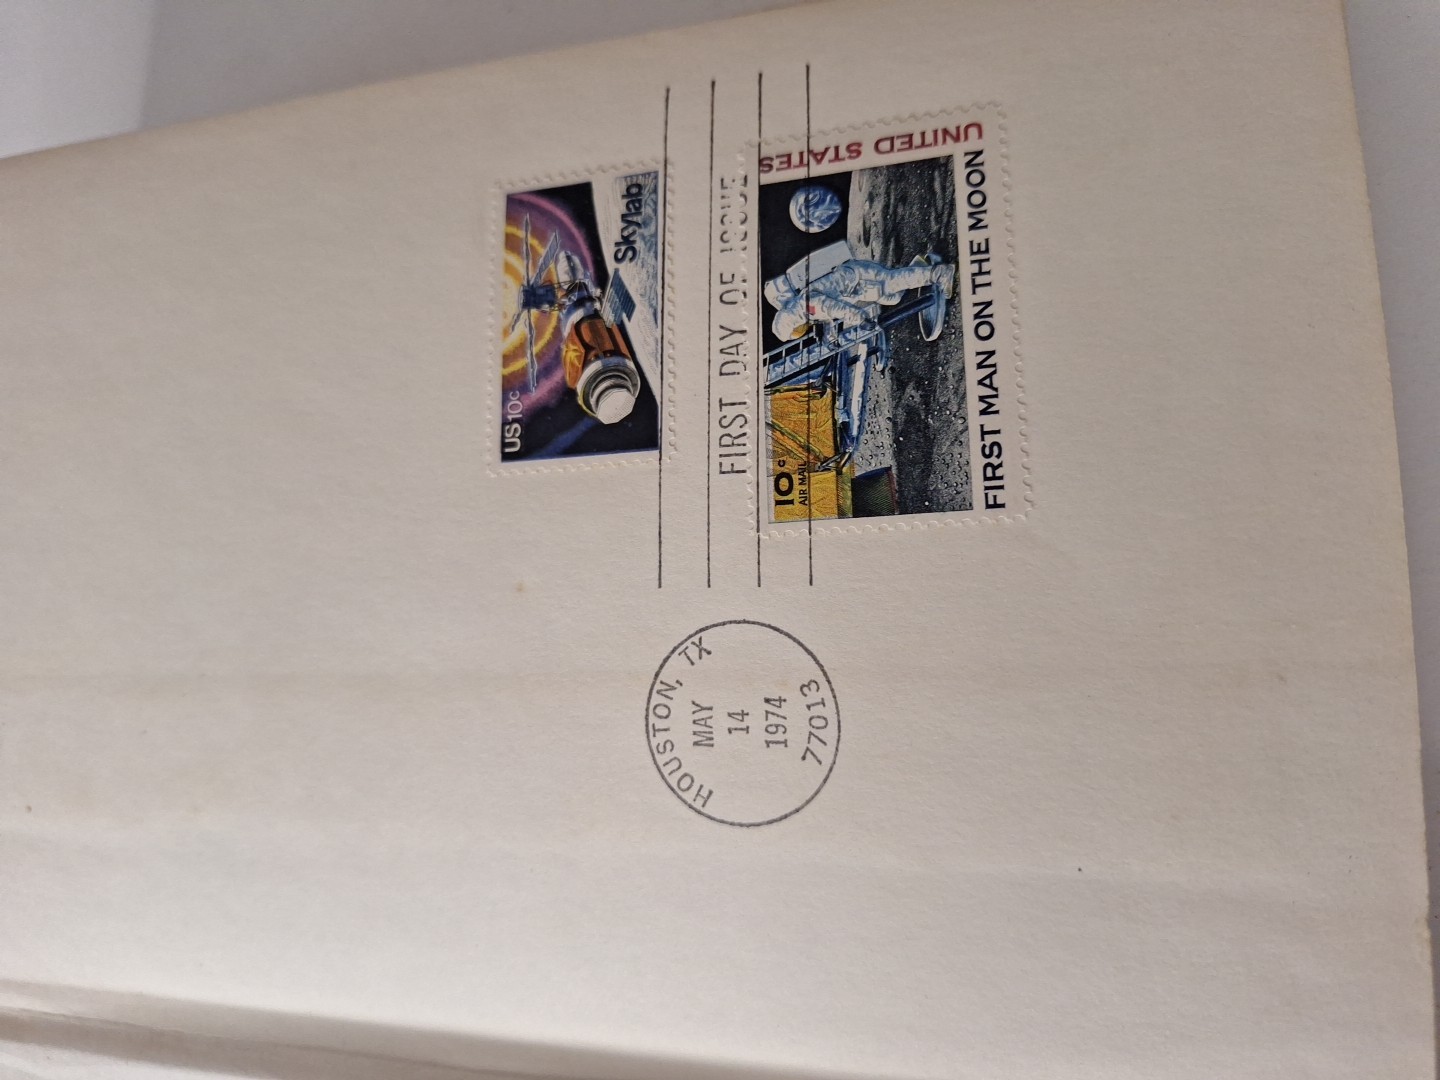 HOUSTON, TX
MAY
14
1974
77013
FIRST DAY OF ISSUE
US 10c
Skylab
10c
AIR MAIL
UNITED STATES
FIRST MAN ON THE MOON